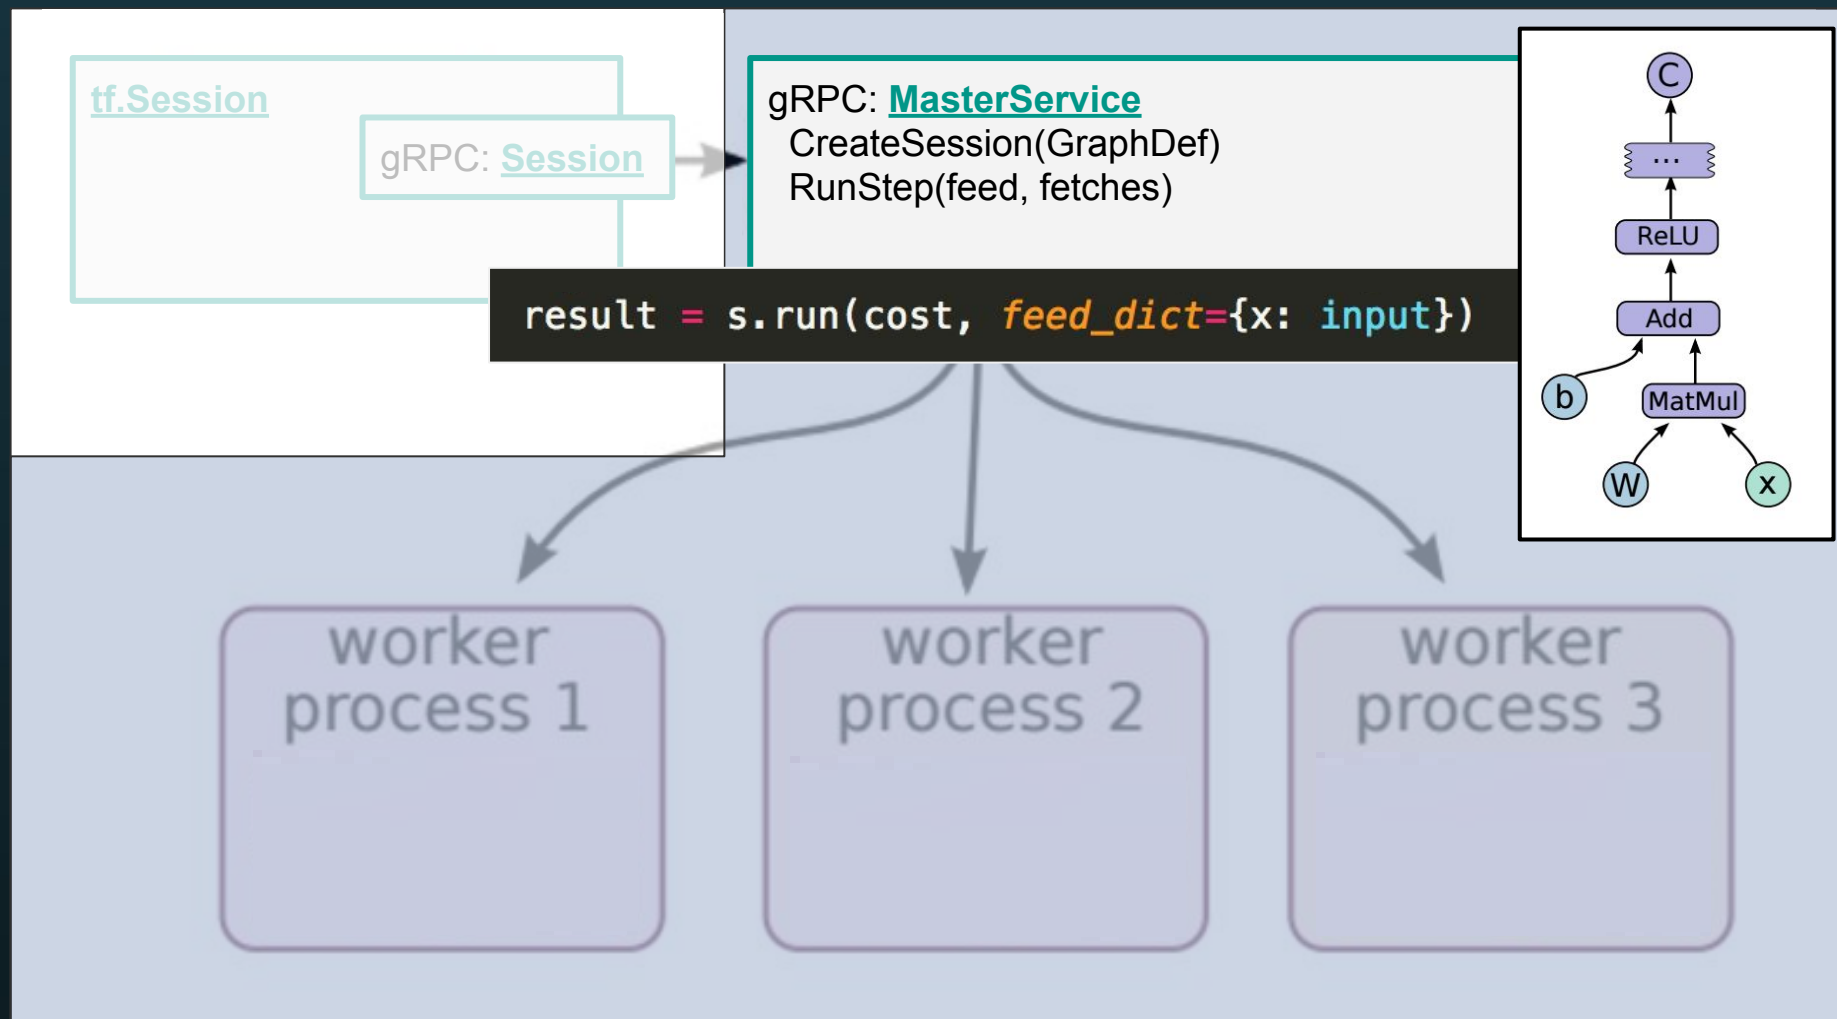 tf.Session
gRPC: Session
gRPC: MasterService
CreateSession(GraphDef)
RunStep(feed, fetches)
result = s.run(cost, feed_dict={x: input})
C
...
ReLU
Add
b
MatMul
W
x
worker
process 1
worker
process 2
worker
process 3